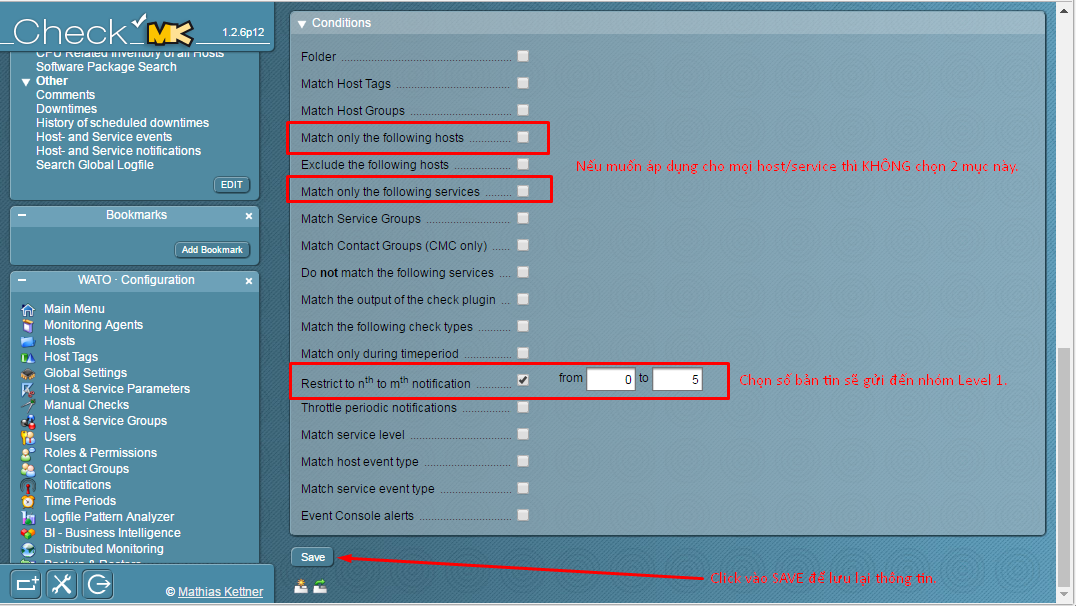 Check MK
1.2.6p12
CPU Related Inventory of all Hosts
Software Package Search
Other
Comments
Downtimes
History of scheduled downtimes
Host- and Service events
Host- and Service notifications
Search Global Logfile
EDIT
Bookmarks
Add Bookmark
WATO · Configuration
Main Menu
Monitoring Agents
Hosts
Host Tags
Global Settings
Host & Service Parameters
Manual Checks
Host & Service Groups
Users
Roles & Permissions
Contact Groups
Notifications
Time Periods
Logfile Pattern Analyzer
BI - Business Intelligence
Distributed Monitoring
© Mathias Kettner
Conditions
Folder
Match Host Tags
Match Host Groups
Match only the following hosts
Exclude the following hosts
Nếu muốn áp dụng cho mọi host/service thì KHÔNG chọn 2 mục này.
Match only the following services
Match Service Groups
Match Contact Groups (CMC only)
Do not match the following services
Match the output of the check plugin
Match the following check types
Match only during timeperiod
Restrict to nth to mth notification from 0 to 5
Chọn số bản tin sẽ gửi đến nhóm Level 1.
Throttle periodic notifications
Match service level
Match host event type
Match service event type
Event Console alerts
Save
Click vào SAVE để lưu lại thông tin.